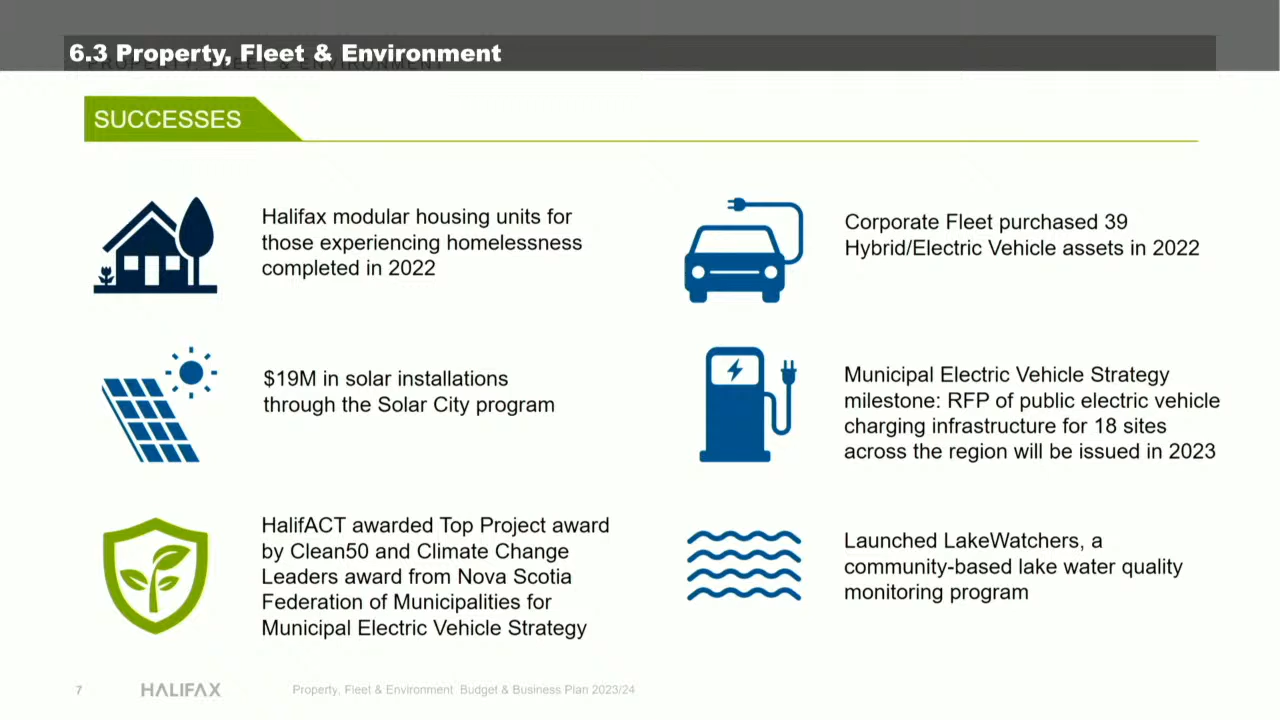 6.3 Property, Fleet & Environment
PROPERTY, FLEET & ENVIRONMENT
SUCCESSES
Halifax modular housing units for
those experiencing homelessness
completed in 2022
Corporate Fleet purchased 39
Hybrid/Electric Vehicle assets in 2022
$19M in solar installations
through the Solar City program
Municipal Electric Vehicle Strategy
milestone: RFP of public electric vehicle
charging infrastructure for 18 sites
across the region will be issued in 2023
HalifACT awarded Top Project award
by Clean50 and Climate Change
Leaders award from Nova Scotia
Federation of Municipalities for
Municipal Electric Vehicle Strategy
Launched LakeWatchers, a
community-based lake water quality
monitoring program
7
HALIFAX
Property, Fleet & Environment Budget & Business Plan 2023/24